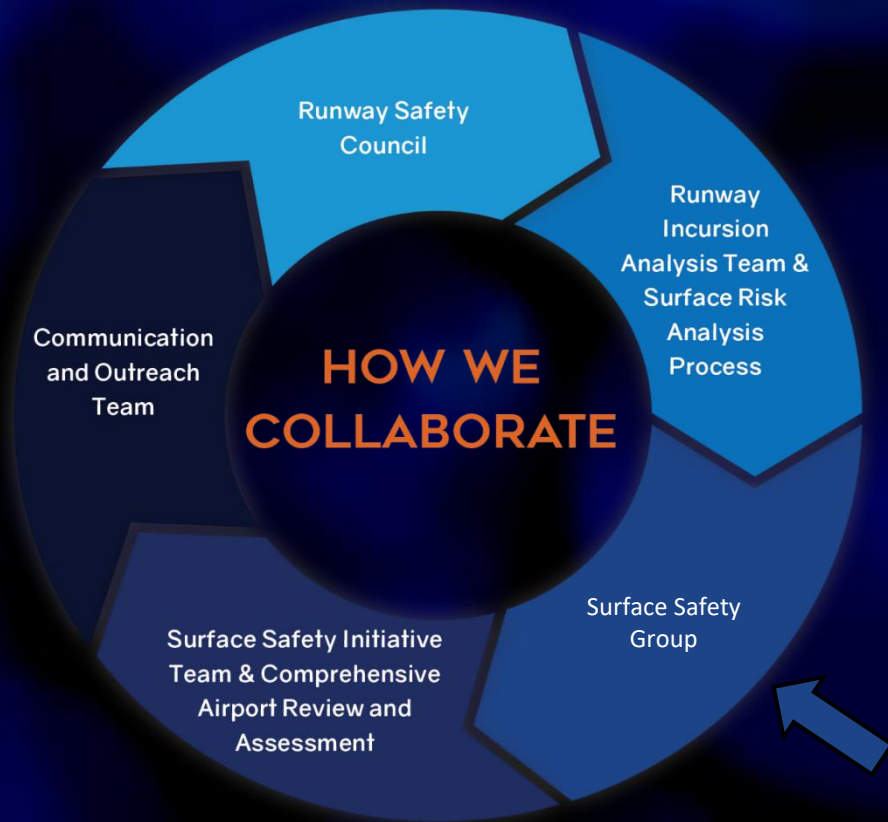 Runway Safety
Council
Runway
Incursion
Analysis Team &
Surface Risk
Analysis
Process
Surface Safety
Group
Surface Safety Initiative
Team & Comprehensive
Airport Review and
Assessment
Communication
and Outreach
Team
HOW WE
COLLABORATE